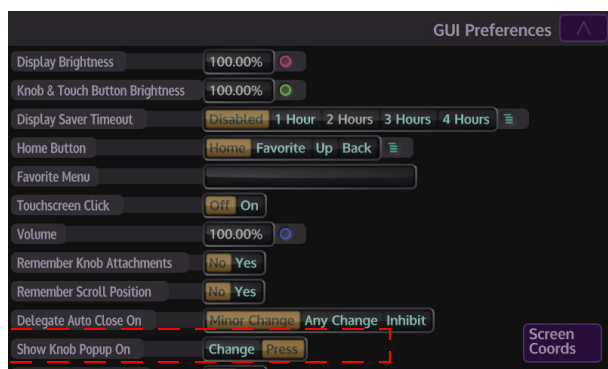 GUI Preferences
Display Brightness 100.00%
Knob & Touch Button Brightness 100.00%
Display Saver Timeout Disabled 1 Hour 2 Hours 3 Hours 4 Hours
Home Button Home Favorite Up Back
Favorite Menu
Touchscreen Click Off On
Volume 100.00%
Remember Knob Attachments No Yes
Remember Scroll Position No Yes
Delegate Auto Close On Minor Change Any Change Inhibit
Show Knob Popup On Change Press
Screen
Coords